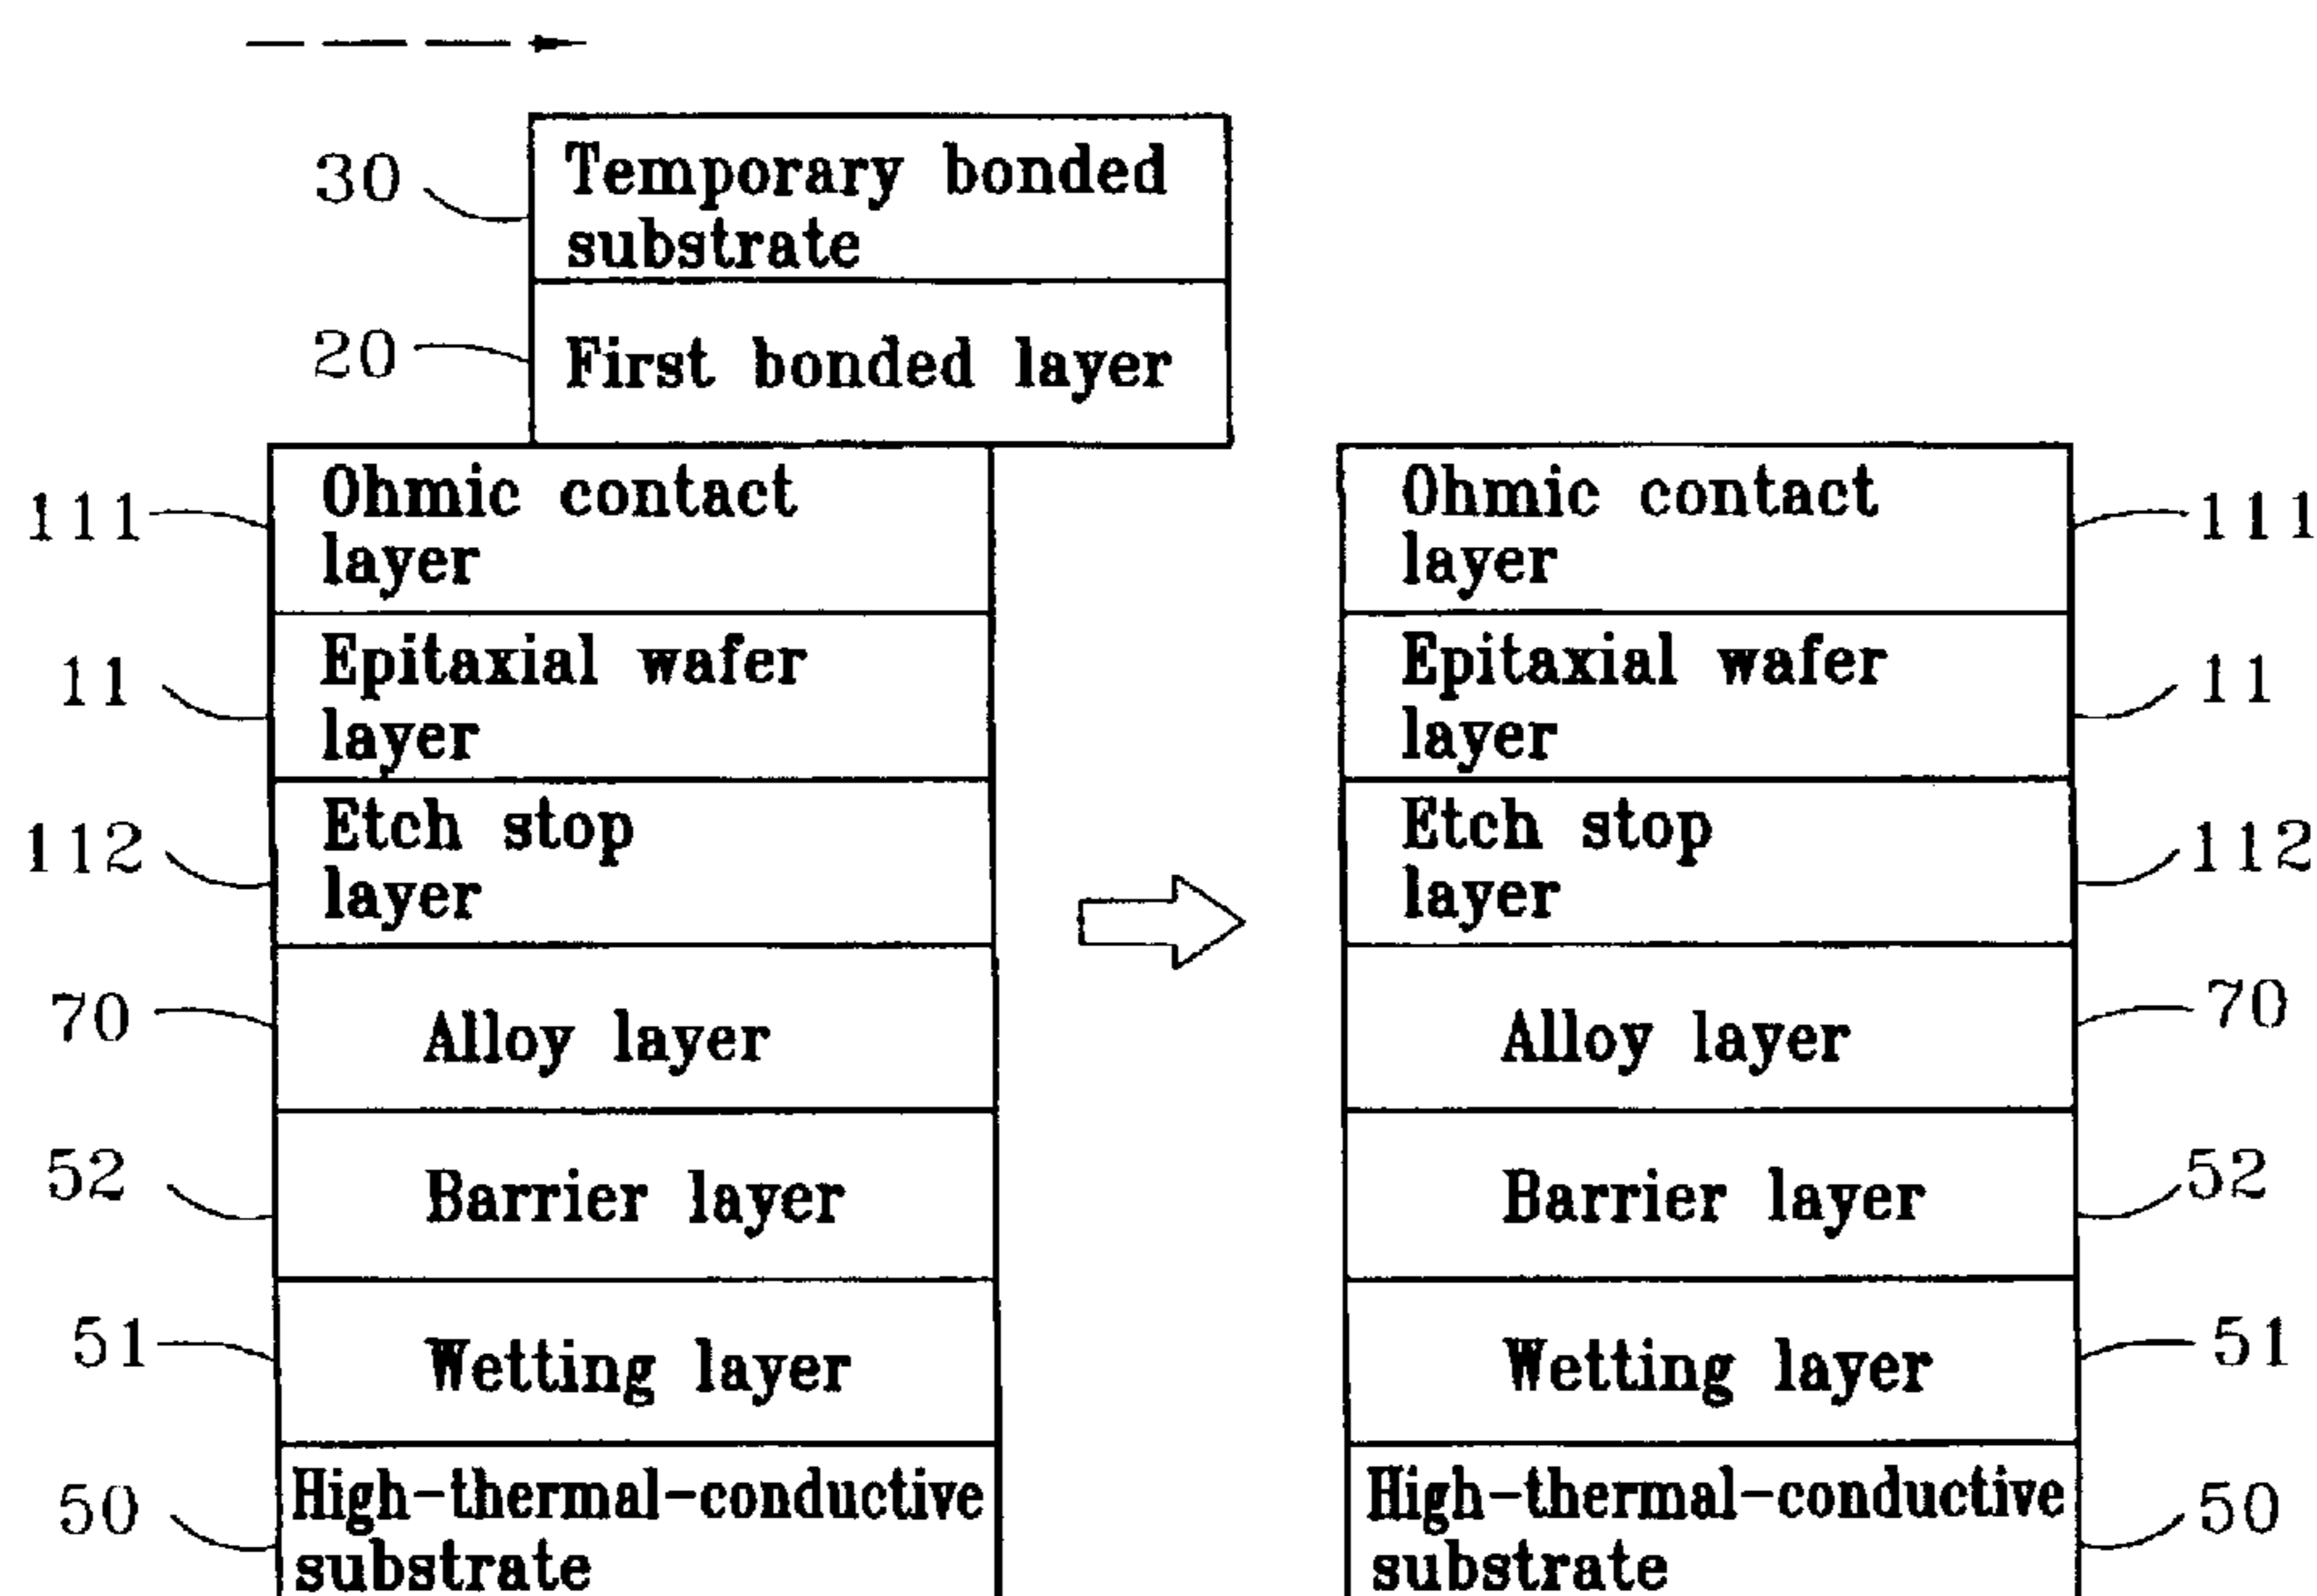 30
Temporary bonded
substrate
20
First bonded layer
111
Ohmic contact
layer
11
Epitaxial wafer
layer
112
Etch stop
layer
70
Alloy layer
52
Barrier layer
51
Wetting layer
50
High-thermal-conductive
substrate
Ohmic contact
layer
111
Epitaxial wafer
layer
11
Etch stop
layer
112
Alloy layer
70
Barrier layer
52
Wetting layer
51
High-thermal-conductive
substrate
50